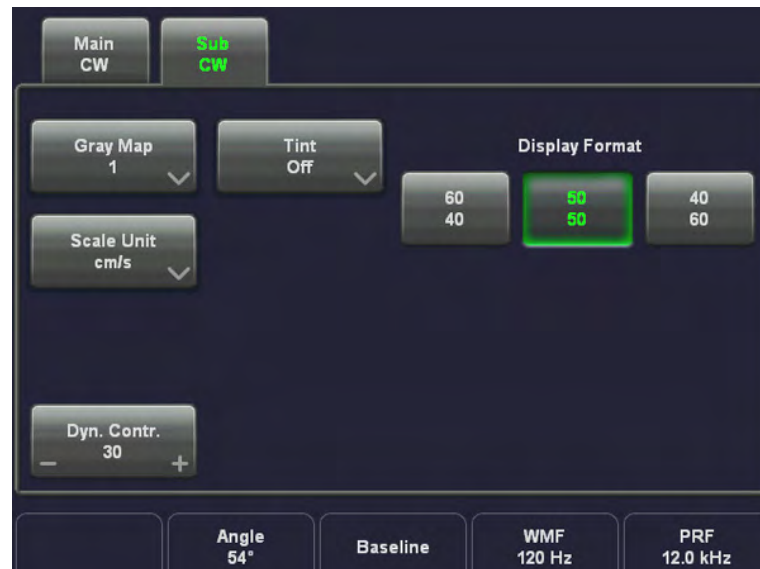 Main
CW
Sub
CW
Gray Map
1
Tint
Off
Display Format
60
40
50
50
40
60
Scale Unit
cm/s
Dyn. Contr.
30
− +
Angle
54°
Baseline
WMF
120 Hz
PRF
12.0 kHz